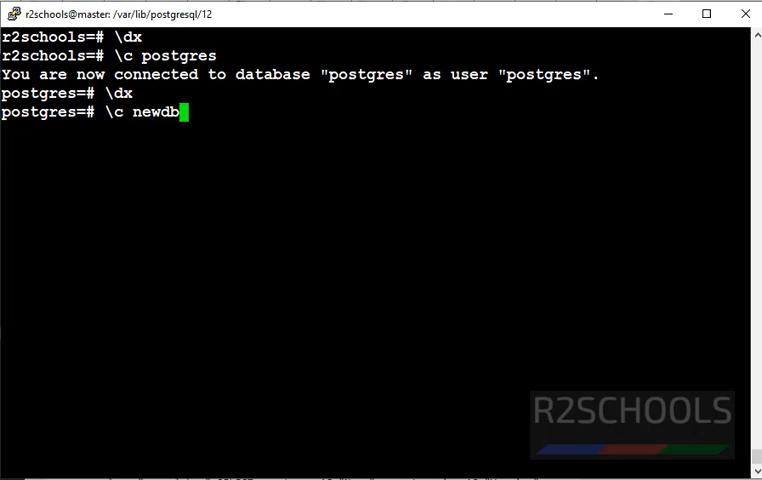 r2schools@master: /var/lib/postgresql/12
r2schools=# \dx
r2schools=# \c postgres
You are now connected to database "postgres" as user "postgres".
postgres=# \dx
postgres=# \c newdb
R2SCHOOLS